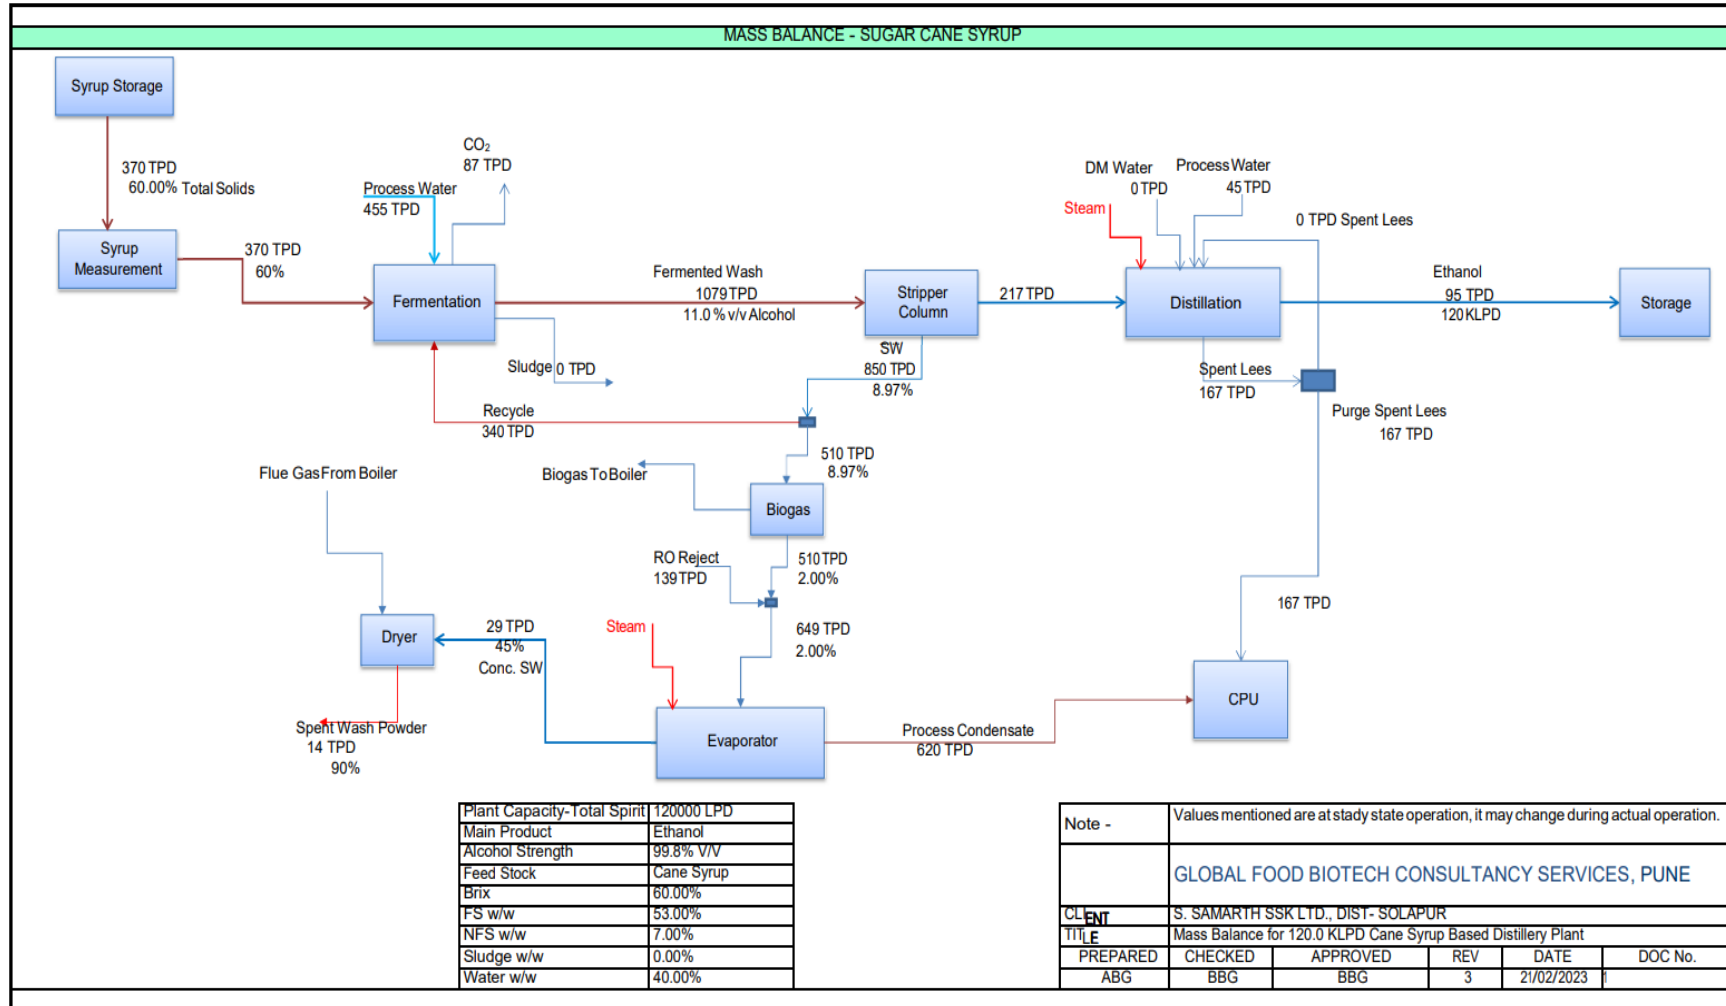 MASS BALANCE - SUGAR CANE SYRUP
Syrup Storage
370 TPD
60.00% Total Solids
Syrup
Measurement
370 TPD
60%
Process Water
455 TPD
CO₂
87 TPD
Fermentation
Fermented Wash
1079TPD
11.0 % v/v Alcohol
Sludge 0 TPD
Recycle
340 TPD
Stripper
Column
SW
850 TPD
8.97%
217 TPD
DM Water
0 TPD
Process Water
45 TPD
Steam
0 TPD Spent Lees
Distillation
Ethanol
95 TPD
120 KLPD
Storage
Spent Lees
167 TPD
Purge Spent Lees
167 TPD
510 TPD
8.97%
Biogas To Boiler
Biogas
Flue Gas From Boiler
RO Reject
139 TPD
510 TPD
2.00%
649 TPD
2.00%
167 TPD
Dryer
29 TPD
45%
Conc. SW
Steam
Spent Wash Powder
14 TPD
90%
Evaporator
Process Condensate
620 TPD
CPU
Plant Capacity-Total Spirit 120000 LPD
Main Product Ethanol
Alcohol Strength 99.8% V/V
Feed Stock Cane Syrup
Brix 60.00%
FS w/w 53.00%
NFS w/w 7.00%
Sludge w/w 0.00%
Water w/w 40.00%
Note - Values mentioned are at stady state operation, it may change during actual operation.
GLOBAL FOOD BIOTECH CONSULTANCY SERVICES, PUNE
CLIENT S. SAMARTH SSK LTD., DIST- SOLAPUR
TITLE Mass Balance for 120.0 KLPD Cane Syrup Based Distillery Plant
PREPARED CHECKED APPROVED REV DATE DOC No.
ABG BBG BBG 3 21/02/2023 1